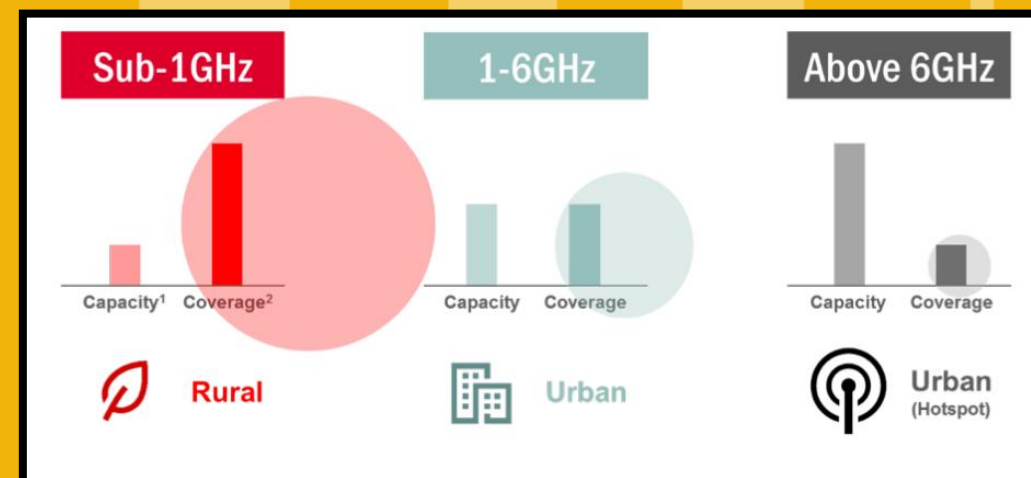 Sub-1GHz
Capacity¹ Coverage²
Rural
1-6GHz
Capacity Coverage
Urban
Above 6GHz
Capacity Coverage
Urban
(Hotspot)